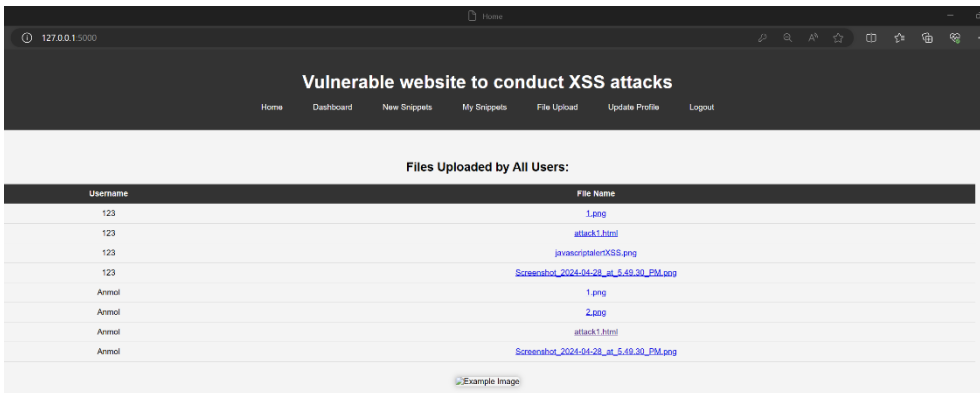 Home
127.0.0.1:5000
Vulnerable website to conduct XSS attacks
Home Dashboard New Snippets My Snippets File Upload Update Profile Logout
Files Uploaded by All Users:
Username File Name
123 1.png
123 attack1.html
123 javascriptalertXSS.png
123 Screenshot_2024-04-28_at_5.49.30_PM.png
Anmol 1.png
Anmol 2.png
Anmol attack1.html
Anmol Screenshot_2024-04-28_at_5.49.30_PM.png
Example Image